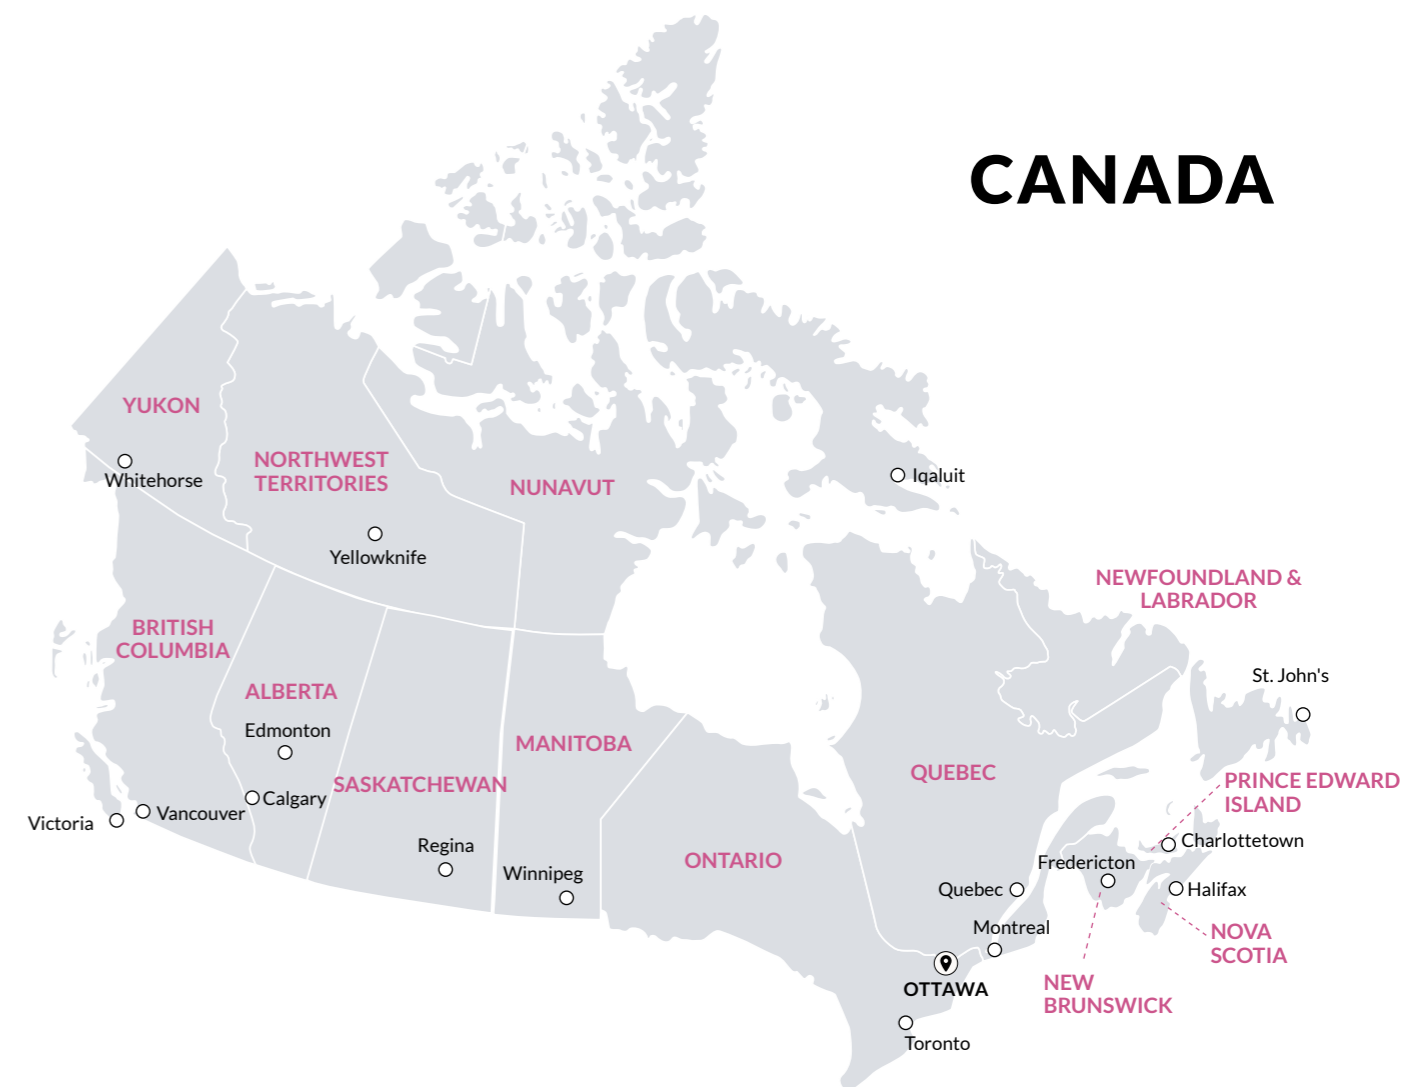 CANADA
YUKON
Whitehorse
NORTHWEST
TERRITORIES
Yellowknife
NUNAVUT
Iqaluit
NEWFOUNDLAND &
LABRADOR
BRITISH
COLUMBIA
ALBERTA
Edmonton
Calgary
Vancouver
Victoria
SASKATCHEWAN
Regina
MANITOBA
Winnipeg
ONTARIO
QUEBEC
St. John's
PRINCE EDWARD
ISLAND
Charlottetown
Fredericton
Quebec
Halifax
Montreal
NOVA
SCOTIA
OTTAWA
NEW
BRUNSWICK
Toronto